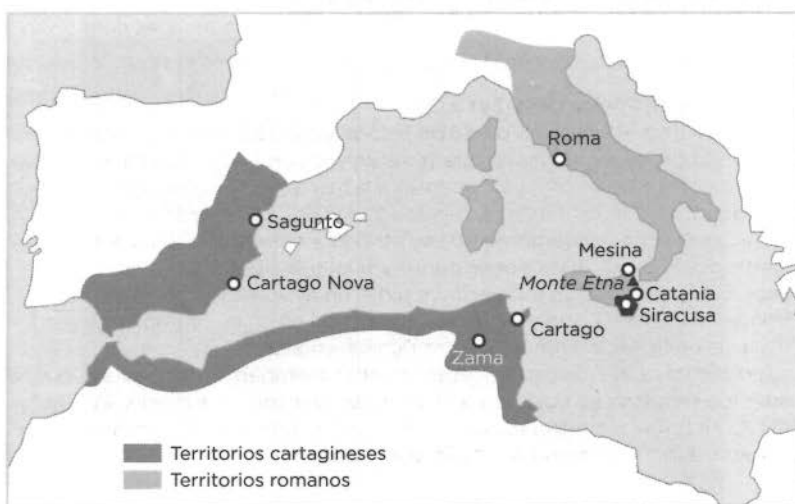 Roma
Sagunto
Mesina
Cartago Nova
Monte Etna
Catania
Siracusa
Cartago
Zama
Territorios cartagineses
Territorios romanos